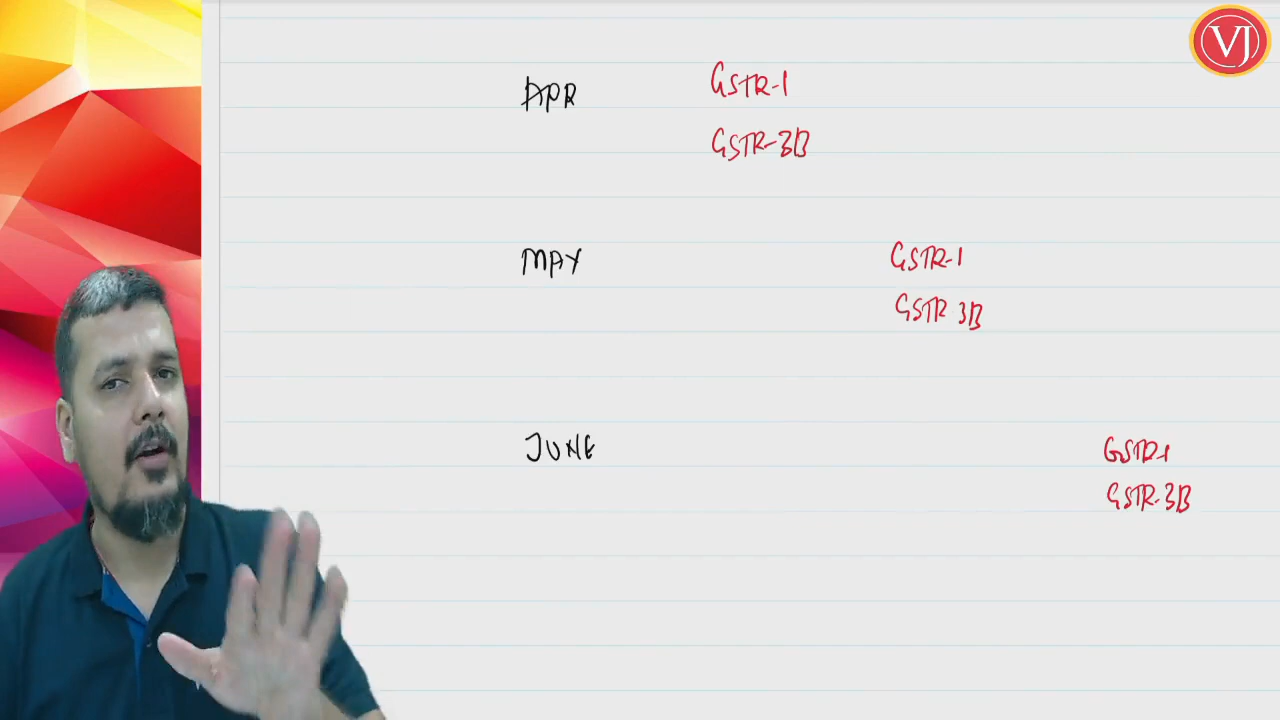 VJ
APR
GSTR-1
GSTR-3B
MAY
GSTR-1
GSTR 3B
JUNE
GSTR-1
GSTR-3B